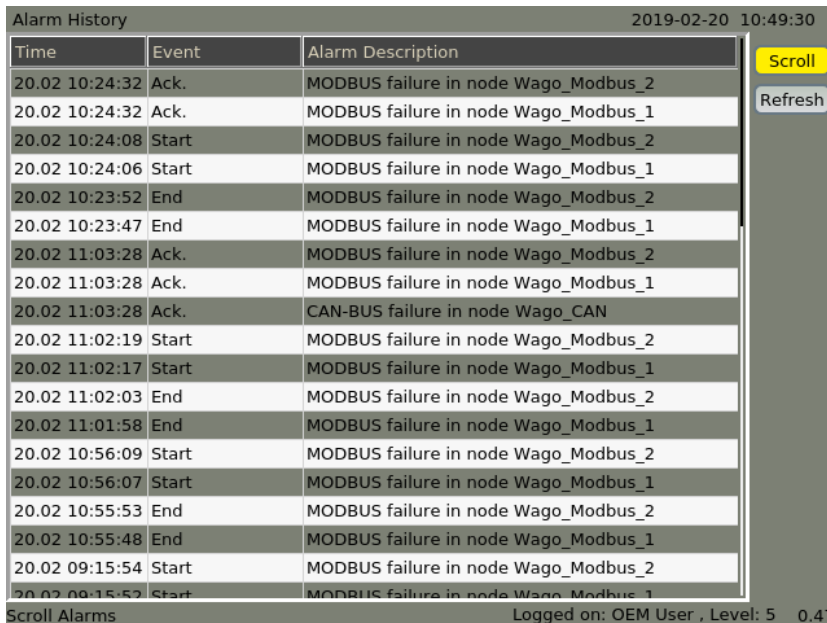 Alarm History 2019-02-20 10:49:30
Time Event Alarm Description
20.02 10:24:32 Ack. MODBUS failure in node Wago_Modbus_2
20.02 10:24:32 Ack. MODBUS failure in node Wago_Modbus_1
20.02 10:24:08 Start MODBUS failure in node Wago_Modbus_2
20.02 10:24:06 Start MODBUS failure in node Wago_Modbus_1
20.02 10:23:52 End MODBUS failure in node Wago_Modbus_2
20.02 10:23:47 End MODBUS failure in node Wago_Modbus_1
20.02 11:03:28 Ack. MODBUS failure in node Wago_Modbus_2
20.02 11:03:28 Ack. MODBUS failure in node Wago_Modbus_1
20.02 11:03:28 Ack. CAN-BUS failure in node Wago_CAN
20.02 11:02:19 Start MODBUS failure in node Wago_Modbus_2
20.02 11:02:17 Start MODBUS failure in node Wago_Modbus_1
20.02 11:02:03 End MODBUS failure in node Wago_Modbus_2
20.02 11:01:58 End MODBUS failure in node Wago_Modbus_1
20.02 10:56:09 Start MODBUS failure in node Wago_Modbus_2
20.02 10:56:07 Start MODBUS failure in node Wago_Modbus_1
20.02 10:55:53 End MODBUS failure in node Wago_Modbus_2
20.02 10:55:48 End MODBUS failure in node Wago_Modbus_1
20.02 09:15:54 Start MODBUS failure in node Wago_Modbus_2
20.02 09:15:52 Start MODBUS failure in node Wago_Modbus_1
Scroll
Refresh
Scroll Alarms Logged on: OEM User , Level: 5